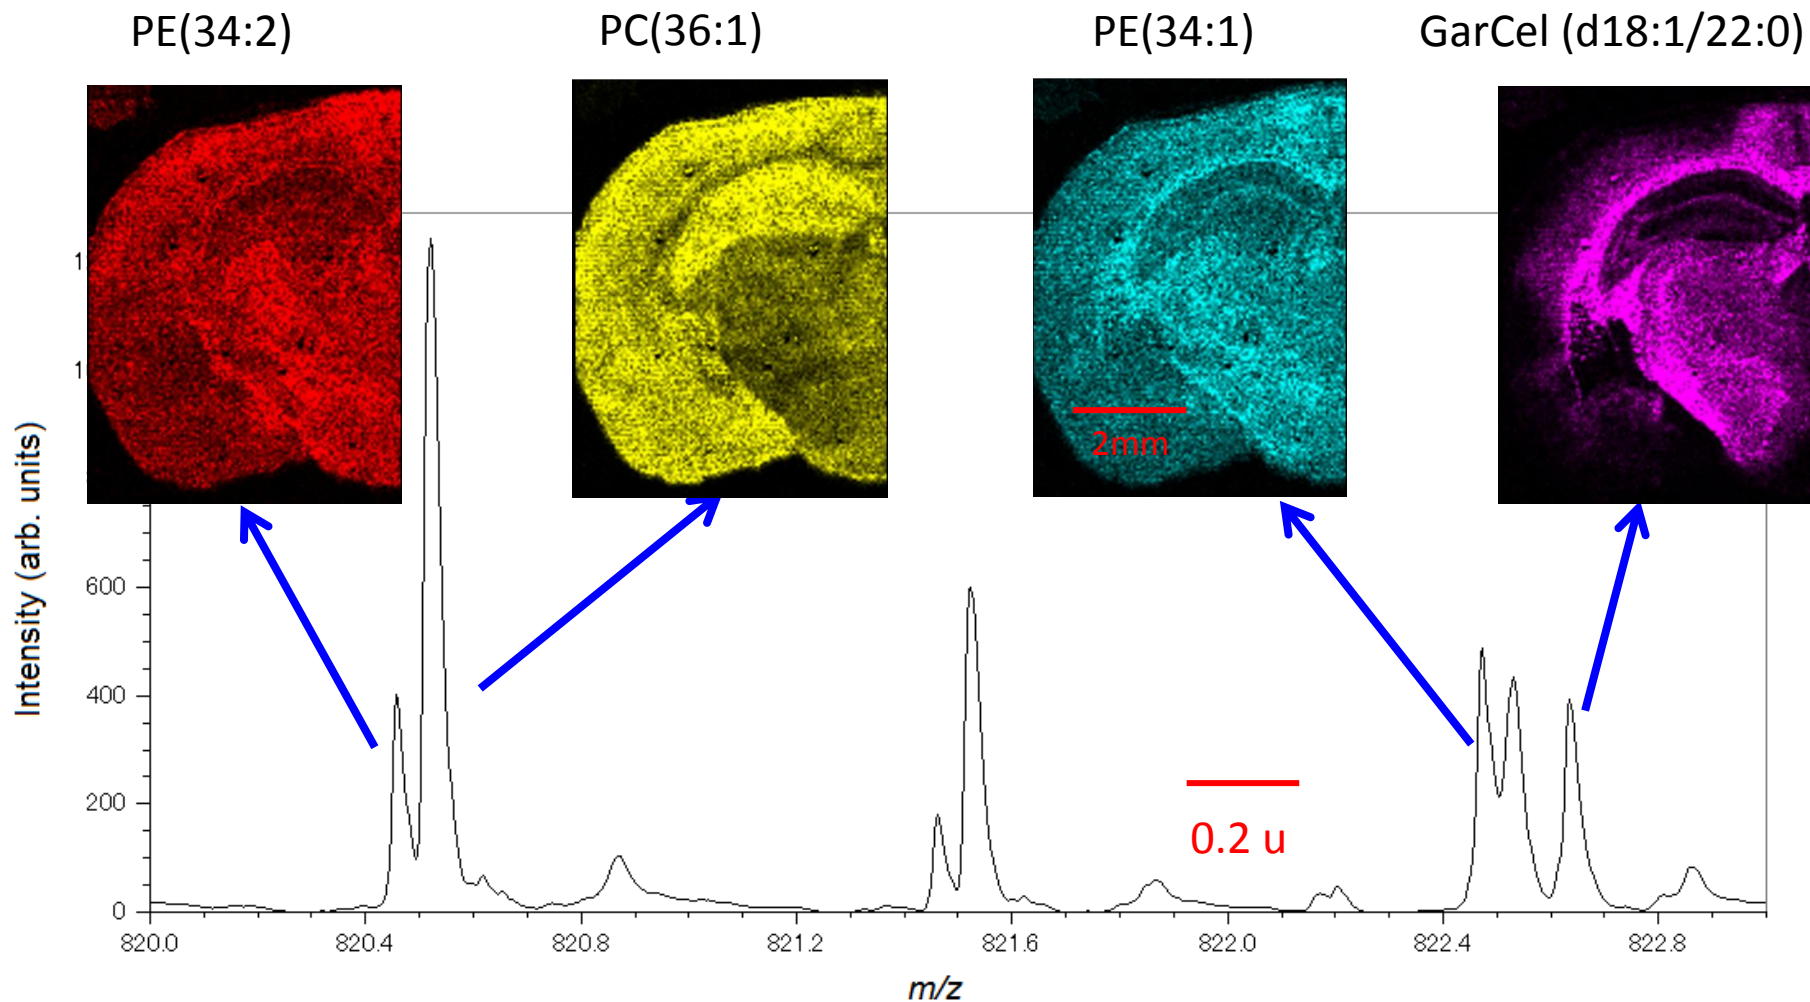 PE(34:2)
PC(36:1)
PE(34:1)
GarCel (d18:1/22:0)
1
1
2mm
600
400
200
0
Intensity (arb. units)
0.2 u
820.0
820.4
820.8
821.2
821.6
822.0
822.4
822.8
m/z